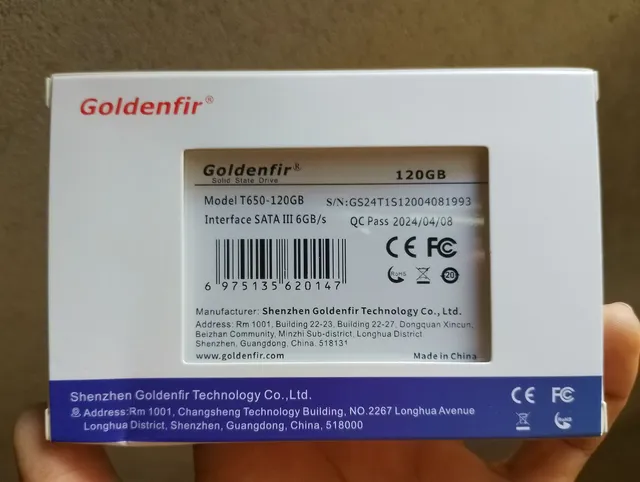 Goldenfir®
Goldenfir®
Solid State Drive
120GB
Model T650-120GB
S/N:GS24T1S12004081993
Interface SATA III 6GB/s
QC Pass 2024/04/08
CE FC
RoHS
20
6 975135 620147
Manufacturer: Shenzhen Goldenfir Technology Co., Ltd.
Address: Rm 1001, Building 22-23, Building 22-27, Dongquan Xincun,
Beizhan Community, Minzhi Sub-district, Longhua District
Shenzhen, Guangdong, China. 518131
www.goldenfir.com
Made in China
Shenzhen Goldenfir Technology Co.,Ltd.
Address:Rm 1001, Changsheng Technology Building, NO.2267 Longhua Avenue
Longhua District, Shenzhen, Guangdong, China, 518000
CE FC
RoHS